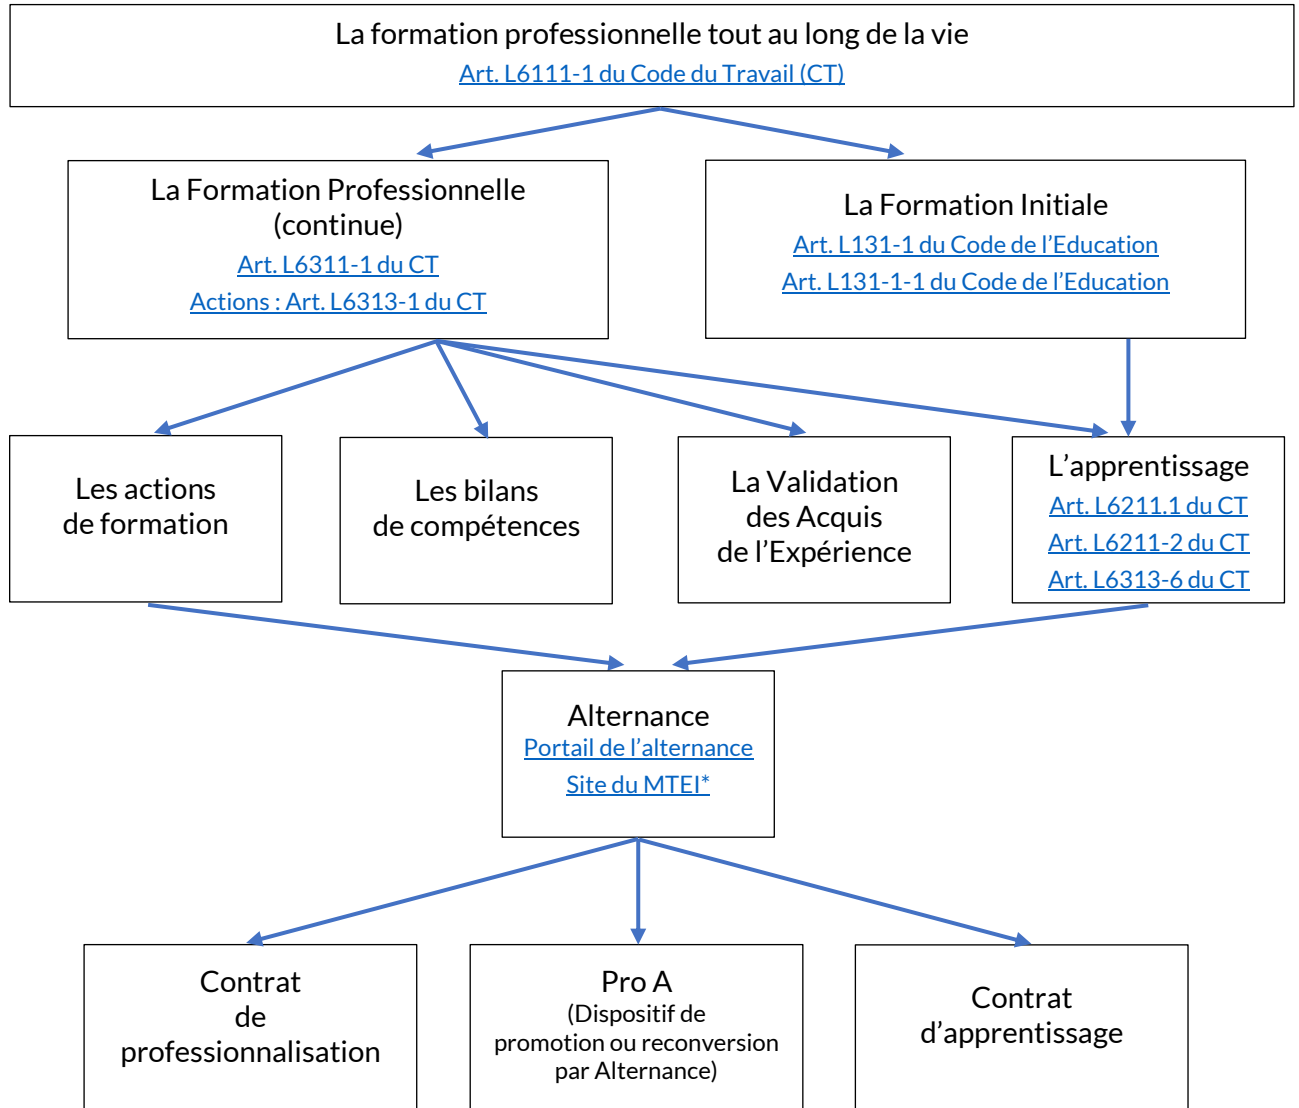 La formation professionnelle tout au long de la vie
Art. L6111-1 du Code du Travail (CT)
La Formation Professionnelle
(continue)
Art. L6311-1 du CT
Actions : Art. L6313-1 du CT
La Formation Initiale
Art. L131-1 du Code de l’Education
Art. L131-1-1 du Code de l’Education
Les actions
de formation
Les bilans
de compétences
La Validation
des Acquis
de l’Expérience
L’apprentissage
Art. L6211.1 du CT
Art. L6211-2 du CT
Art. L6313-6 du CT
Alternance
Portail de l’alternance
Site du MTEI*
Contrat
de
professionnalisation
Pro A
(Dispositif de
promotion ou reconversion
par Alternance)
Contrat
d’apprentissage